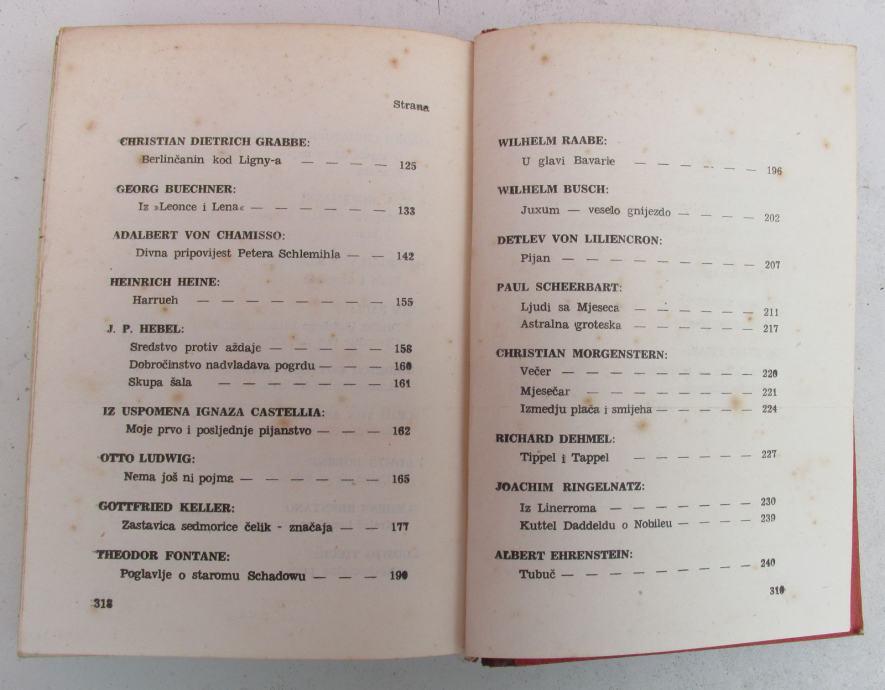 Strana
CHRISTIAN DIETRICH GRABBE:
Berlinčanin kod Ligny-a — — — — 125
GEORG BUECHNER:
Iz »Leonce i Lena« — — — — — — 133
ADALBERT VON CHAMISSO:
Divna pripovijest Petera Schlemihla — — 142
HEINRICH HEINE:
Harrueh — — — — — — — 155
J. P. HEBEL:
Sredstvo protiv aždaje — — — — — 158
Dobročinstvo nadvladava pogrdu — — — 160
Skupa šala — — — — — — 161
IZ USPOMENA IGNAZA CASTELLIA:
Moje prvo i posljednje pijanstvo — — — 162
OTTO LUDWIG:
Nema još ni pojma — — — — — — 165
GOTTFRIED KELLER:
Zastavica sedmorice čelik - značaja — — 177
THEODOR FONTANE:
Poglavlje o staromu Schadowu — — — 190
318
WILHELM RAABE:
U glavi Bavarie — — — — — — 196
WILHELM BUSCH:
Juxum — veselo gnijezdo — — — — 202
DETLEV VON LILIENCRON:
Pijan — — — — — — — — 207
PAUL SCHEERBART:
Ljudi sa Mjeseca — — — — — — 211
Astralna groteska — — — — — — 217
CHRISTIAN MORGENSTERN:
Večer — — — — — — — — 220
Mjesečar — — — — — — — 221
Izmedju plača i smijeha — — — — — 224
RICHARD DEHMEL:
Tippel i Tappel — — — — — — 227
JOACHIM RINGELNATZ:
Iz Linerroma — — — — — — — 230
Kuttel Daddeldu o Nobileu — — — — 239
ALBERT EHRENSTEIN:
Tubuč — — — — — — — — 240
319